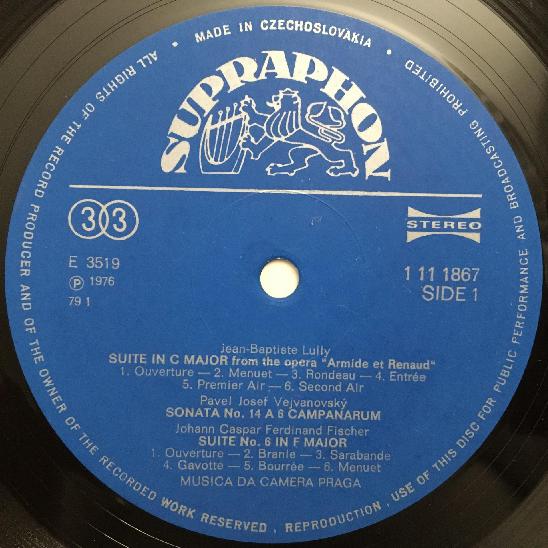 MADE IN CZECHOSLOVAKIA • ALL RIGHTS OF THE RECORD PRODUCER AND OF THE OWNER OF THE RECORDED WORK RESERVED, REPRODUCTION, USE OF THIS DISC FOR PUBLIC PERFORMANCE AND BROADCASTING PROHIBITED •
SUPRAPHON
33
STEREO
E 3519
℗ 1976
79 1
1 11 1867
SIDE 1
Jean-Baptiste Lully
SUITE IN C MAJOR from the opera "Armide et Renaud"
1. Ouverture — 2. Menuet — 3. Rondeau — 4. Entrée
5. Premier Air — 6. Second Air
Pavel Josef Vejvanovský
SONATA No. 14 A 6 CAMPANARUM
Johann Caspar Ferdinand Fischer
SUITE No. 6 IN F MAJOR
1. Ouverture — 2. Branle — 3. Sarabande
4. Gavotte — 5. Bourrée — 6. Menuet
MUSICA DA CAMERA PRAGA